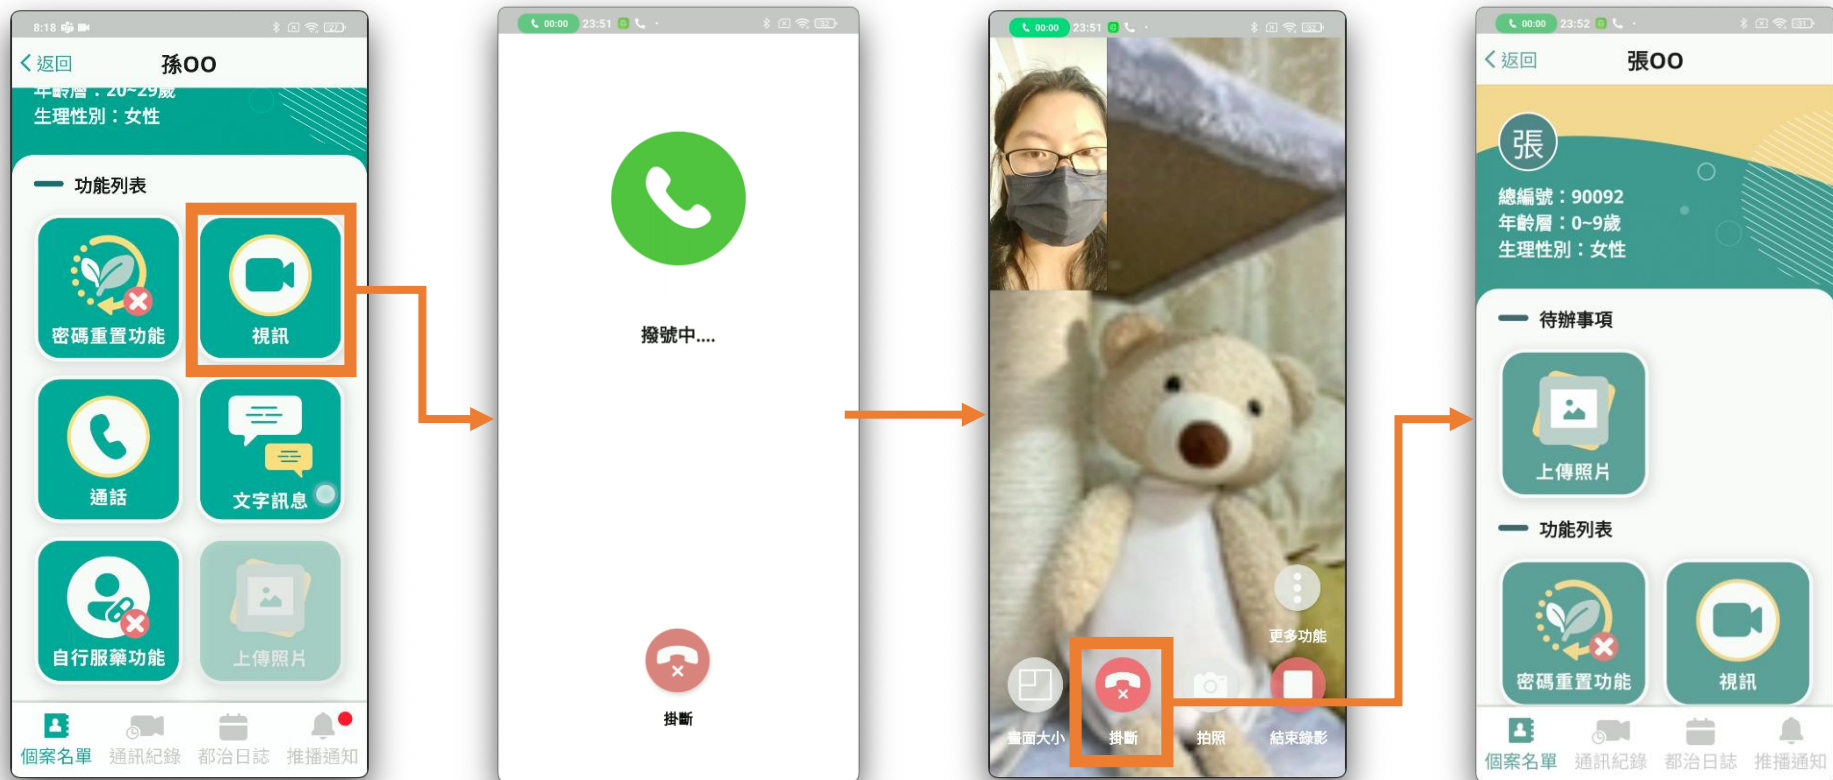 8:18
返回
孫OO
年齡層：20~29歲
生理性別：女性
功能列表
密碼重置功能
視訊
通話
文字訊息
自行服藥功能
上傳照片
個案名單
通訊紀錄
都治日誌
推播通知
00:00 23:51
撥號中....
掛斷
00:00 23:51
更多功能
畫面大小
掛斷
拍照
結束錄影
00:00 23:52
返回
張OO
張
總編號：90092
年齡層：0~9歲
生理性別：女性
待辦事項
上傳照片
功能列表
密碼重置功能
視訊
個案名單
通訊紀錄
都治日誌
推播通知